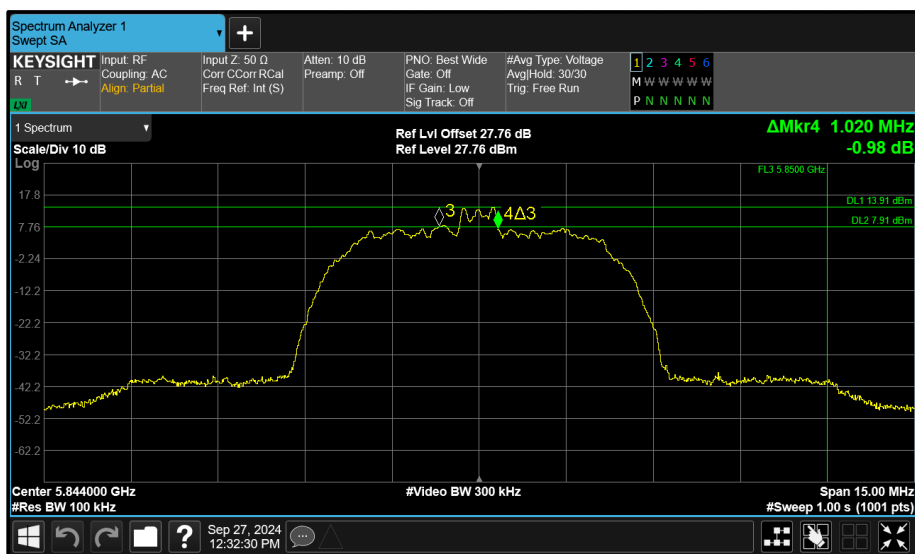 Spectrum Analyzer 1
Swept SA
▼
+
KEYSIGHT
R T
LXI
Input: RF
Coupling: AC
Align: Partial
Input Z: 50 Ω
Corr CCorr RCal
Freq Ref: Int (S)
Atten: 10 dB
Preamp: Off
PNO: Best Wide
Gate: Off
IF Gain: Low
Sig Track: Off
#Avg Type: Voltage
Avg|Hold: 30/30
Trig: Free Run
1 2 3 4 5 6
M W W W W W
P N N N N N
1 Spectrum ▼
Scale/Div 10 dB
Ref Lvl Offset 27.76 dB
Ref Level 27.76 dBm
ΔMkr4 1.020 MHz
-0.98 dB
Log
FL3 5.8500 GHz
17.8
DL1 13.91 dBm
3
4Δ3
DL2 7.91 dBm
7.76
-2.24
-12.2
-22.2
-32.2
-42.2
-52.2
-62.2
Center 5.844000 GHz
#Video BW 300 kHz
Span 15.00 MHz
#Res BW 100 kHz
#Sweep 1.00 s (1001 pts)
?
Sep 27, 2024
12:32:30 PM